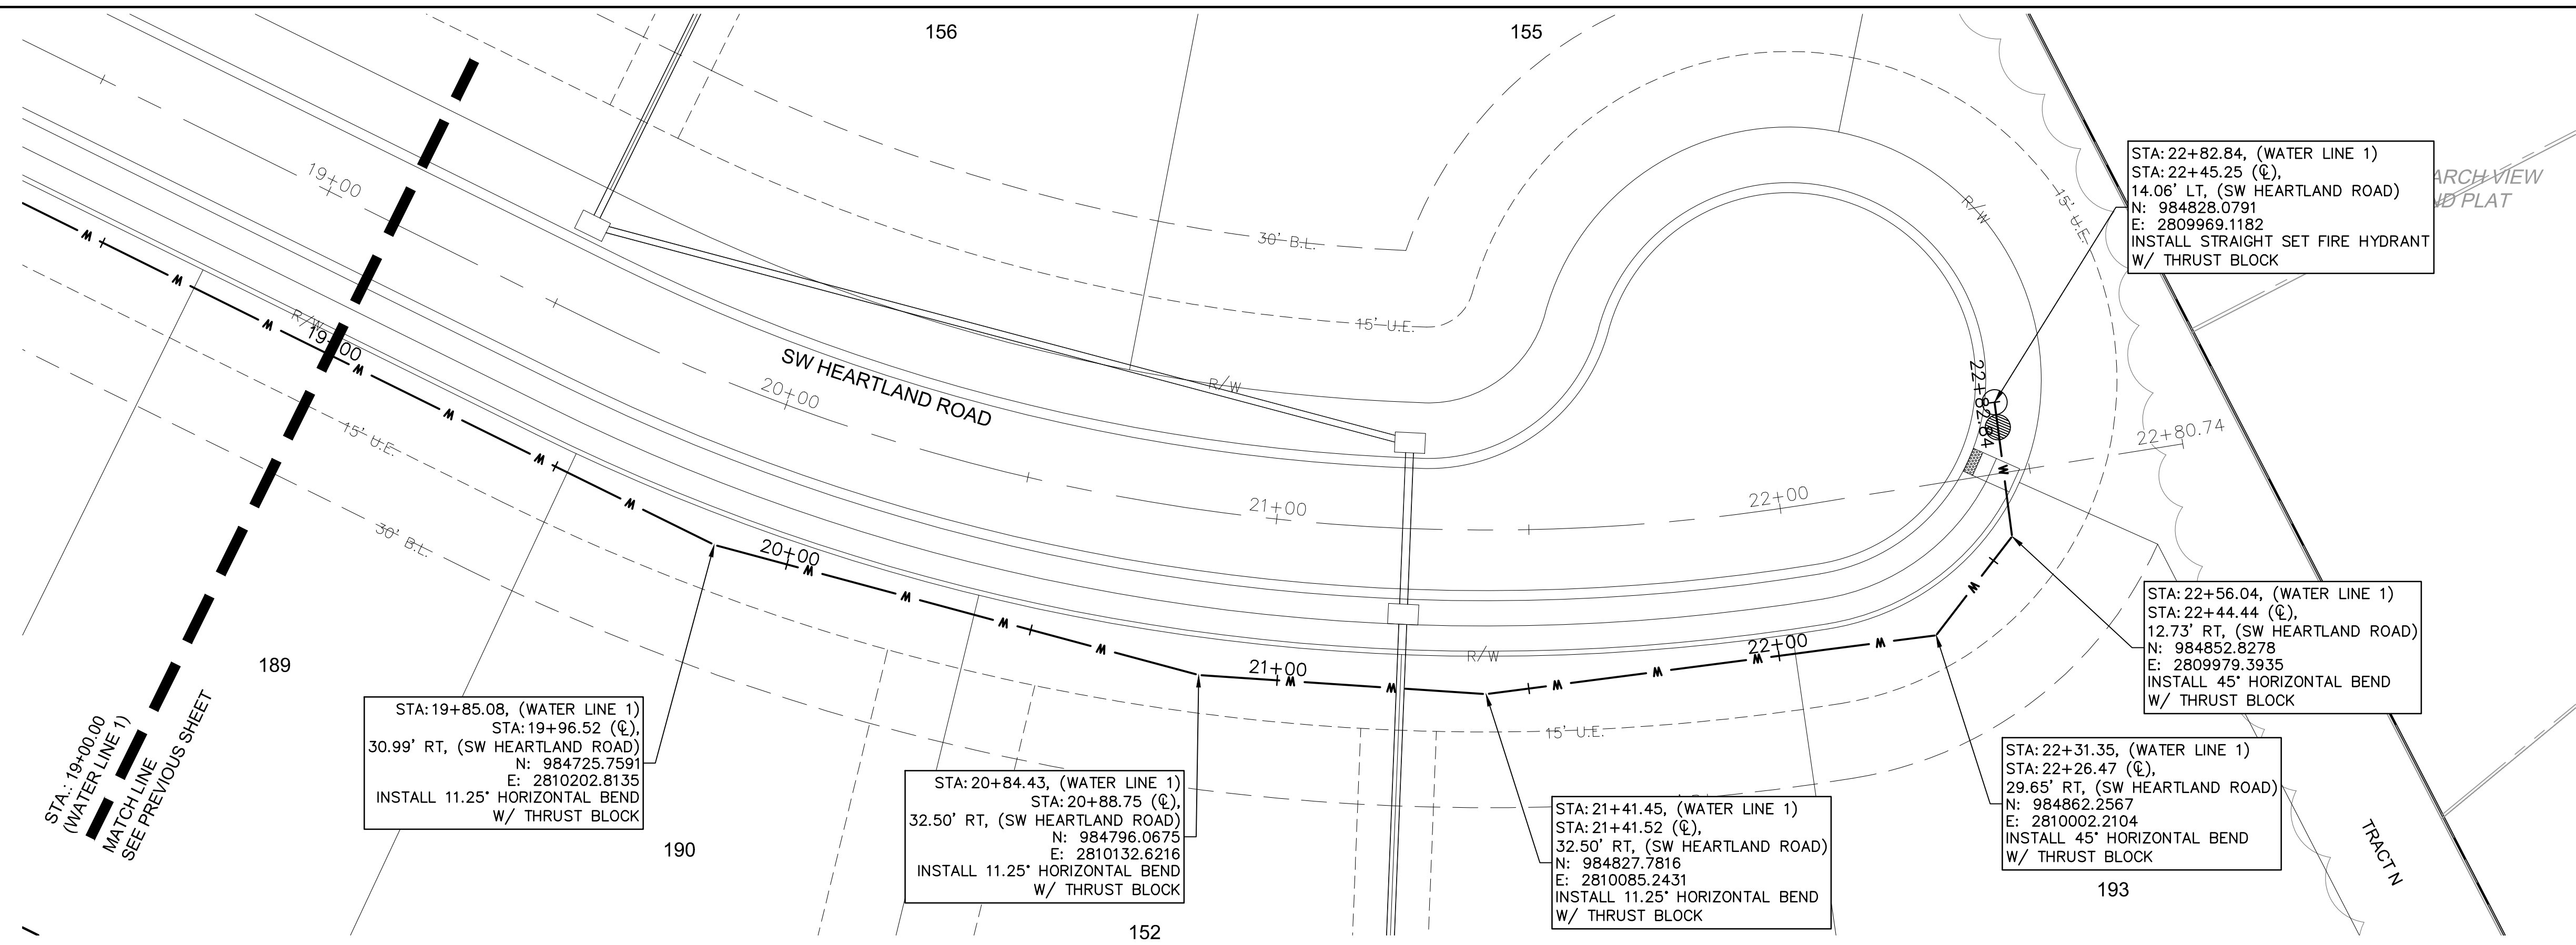 156
155
19+00
R/W
19+00
15' U.E.
30' B.L.
30' B.L.
15' U.E.
R/W
SW HEARTLAND ROAD
20+00
21+00
22+00
22+80.74
22+82.84
R/W
15' U.E.
STA: 22+82.84, (WATER LINE 1)
STA: 22+45.25 (℄),
14.06' LT, (SW HEARTLAND ROAD)
N: 984828.0791
E: 2809969.1182
INSTALL STRAIGHT SET FIRE HYDRANT
W/ THRUST BLOCK
ARCH VIEW
ND PLAT
W W W W W W W
20+00
W W W W
21+00
W W W W W
22+00
W W W
R/W
15' U.E.
189
190
152
193
TRACT N
STA.: 19+00.00
(WATER LINE 1)
MATCH LINE
SEE PREVIOUS SHEET
STA: 19+85.08, (WATER LINE 1)
STA: 19+96.52 (℄),
30.99' RT, (SW HEARTLAND ROAD)
N: 984725.7591
E: 2810202.8135
INSTALL 11.25° HORIZONTAL BEND
W/ THRUST BLOCK
STA: 20+84.43, (WATER LINE 1)
STA: 20+88.75 (℄),
32.50' RT, (SW HEARTLAND ROAD)
N: 984796.0675
E: 2810132.6216
INSTALL 11.25° HORIZONTAL BEND
W/ THRUST BLOCK
STA: 21+41.45, (WATER LINE 1)
STA: 21+41.52 (℄),
32.50' RT, (SW HEARTLAND ROAD)
N: 984827.7816
E: 2810085.2431
INSTALL 11.25° HORIZONTAL BEND
W/ THRUST BLOCK
STA: 22+31.35, (WATER LINE 1)
STA: 22+26.47 (℄),
29.65' RT, (SW HEARTLAND ROAD)
N: 984862.2567
E: 2810002.2104
INSTALL 45° HORIZONTAL BEND
W/ THRUST BLOCK
STA: 22+56.04, (WATER LINE 1)
STA: 22+44.44 (℄),
12.73' RT, (SW HEARTLAND ROAD)
N: 984852.8278
E: 2809979.3935
INSTALL 45° HORIZONTAL BEND
W/ THRUST BLOCK